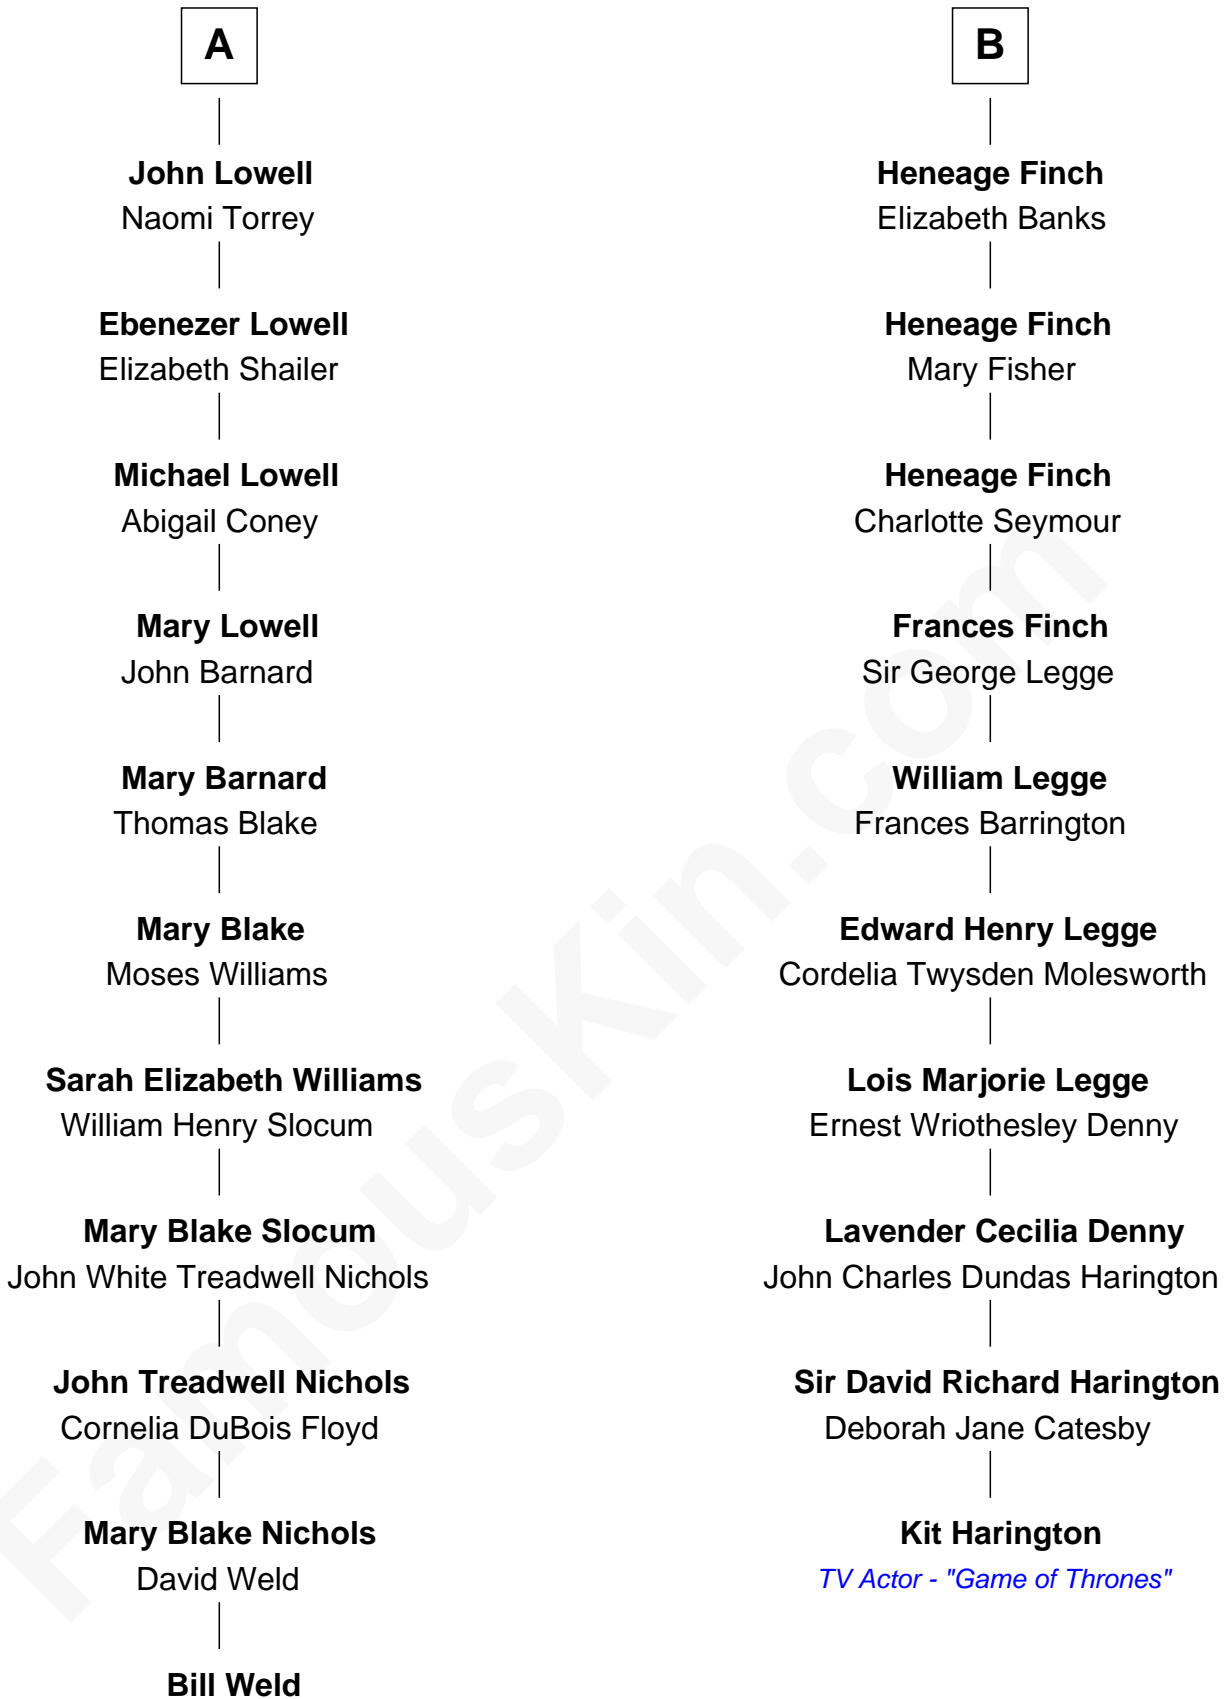 A
John Lowell
Naomi Torrey
Ebenezer Lowell
Elizabeth Shailer
Michael Lowell
Abigail Coney
Mary Lowell
John Barnard
Mary Barnard
Thomas Blake
Mary Blake
Moses Williams
Sarah Elizabeth Williams
William Henry Slocum
Mary Blake Slocum
John White Treadwell Nichols
John Treadwell Nichols
Cornelia DuBois Floyd
Mary Blake Nichols
David Weld
Bill Weld
B
Heneage Finch
Elizabeth Banks
Heneage Finch
Mary Fisher
Heneage Finch
Charlotte Seymour
Frances Finch
Sir George Legge
William Legge
Frances Barrington
Edward Henry Legge
Cordelia Twysden Molesworth
Lois Marjorie Legge
Ernest Wriothesley Denny
Lavender Cecilia Denny
John Charles Dundas Harington
Sir David Richard Harington
Deborah Jane Catesby
Kit Harington
TV Actor - "Game of Thrones"
FamousKin.com